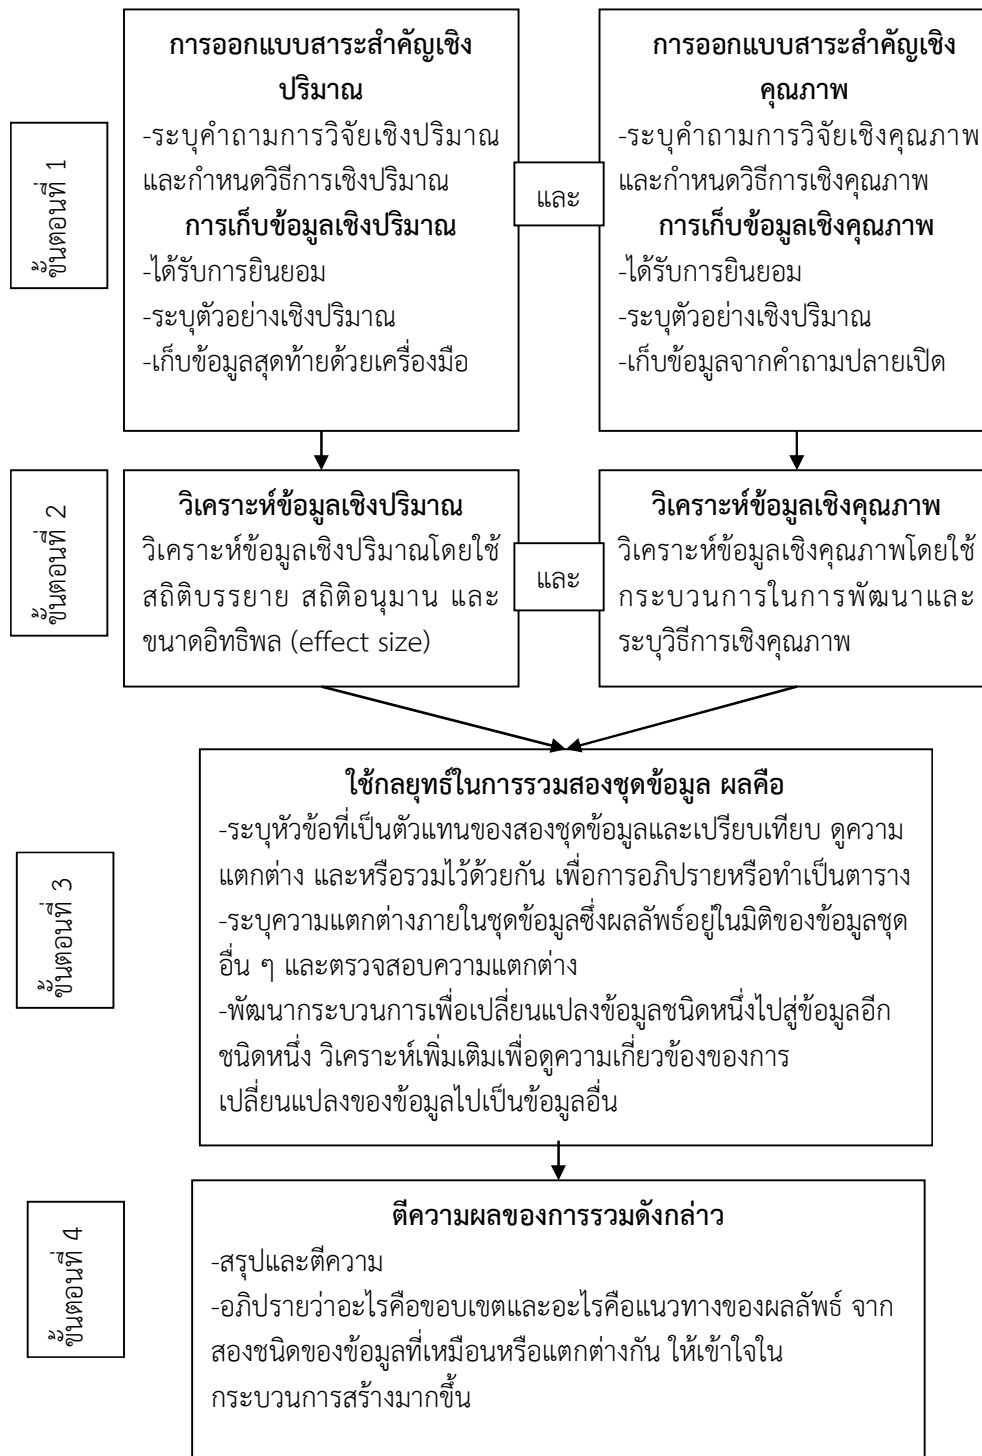 ขั้นตอนที่ 1
การออกแบบสาระสำคัญเชิง
ปริมาณ
-ระบุคำถามการวิจัยเชิงปริมาณ
และกำหนดวิธีการเชิงปริมาณ
การเก็บข้อมูลเชิงปริมาณ
-ได้รับการยินยอม
-ระบุตัวอย่างเชิงปริมาณ
-เก็บข้อมูลสุดท้ายด้วยเครื่องมือ
และ
การออกแบบสาระสำคัญเชิง
คุณภาพ
-ระบุคำถามการวิจัยเชิงคุณภาพ
และกำหนดวิธีการเชิงคุณภาพ
การเก็บข้อมูลเชิงคุณภาพ
-ได้รับการยินยอม
-ระบุตัวอย่างเชิงปริมาณ
-เก็บข้อมูลจากคำถามปลายเปิด
ขั้นตอนที่ 2
วิเคราะห์ข้อมูลเชิงปริมาณ
วิเคราะห์ข้อมูลเชิงปริมาณโดยใช้
สถิติบรรยาย สถิติอนุมาน และ
ขนาดอิทธิพล (effect size)
และ
วิเคราะห์ข้อมูลเชิงคุณภาพ
วิเคราะห์ข้อมูลเชิงคุณภาพโดยใช้
กระบวนการในการพัฒนาและ
ระบุวิธีการเชิงคุณภาพ
ขั้นตอนที่ 3
ใช้กลยุทธ์ในการรวมสองชุดข้อมูล ผลคือ
-ระบุหัวข้อที่เป็นตัวแทนของสองชุดข้อมูลและเปรียบเทียบ ดูความ
แตกต่าง และหรือรวมไว้ด้วยกัน เพื่อการอภิปรายหรือทำเป็นตาราง
-ระบุความแตกต่างภายในชุดข้อมูลซึ่งผลลัพธ์อยู่ในมิติของข้อมูลชุด
อื่น ๆ และตรวจสอบความแตกต่าง
-พัฒนากระบวนการเพื่อเปลี่ยนแปลงข้อมูลชนิดหนึ่งไปสู่ข้อมูลอีก
ชนิดหนึ่ง วิเคราะห์เพิ่มเติมเพื่อดูความเกี่ยวข้องของการ
เปลี่ยนแปลงของข้อมูลไปเป็นข้อมูลอื่น
ขั้นตอนที่ 4
ตีความผลของการรวมดังกล่าว
-สรุปและตีความ
-อภิปรายว่าอะไรคือขอบเขตและอะไรคือแนวทางของผลลัพธ์ จาก
สองชนิดของข้อมูลที่เหมือนหรือแตกต่างกัน ให้เข้าใจใน
กระบวนการสร้างมากขึ้น